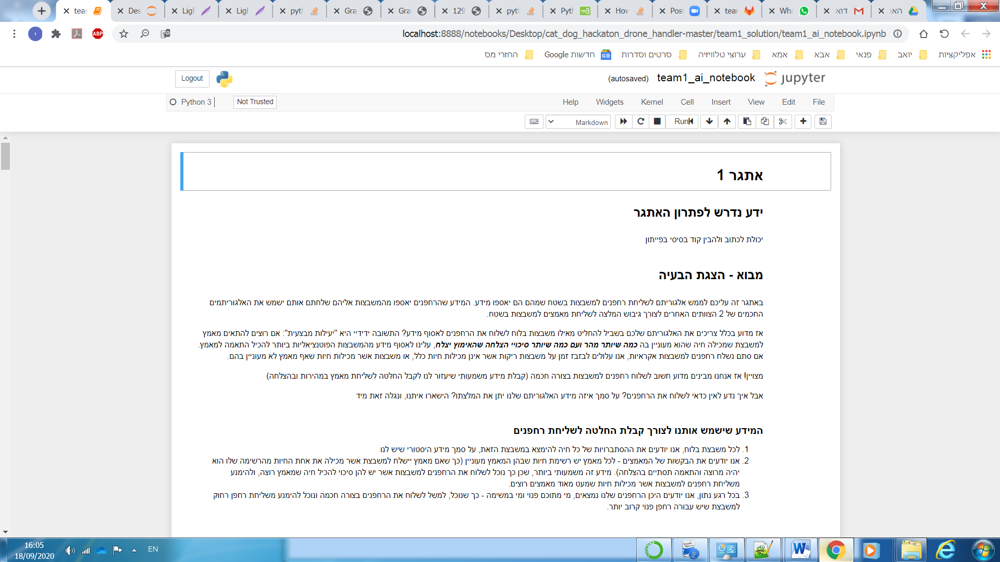 tear
Des
Ligh
Ligh
pyth
Gra
Gra
129
pyth
Pyth
How
Post
tear
Wha
דואר
האו
localhost:8888/notebooks/Desktop/cat_dog_hackaton_drone_handler-master/team1_solution/team1_ai_notebook.ipynb
ABP
אפליקציות
יואב
פנאי
אבא
אמא
ערוצי טלוויזיה
סרטים וסדרות
חדשות Google
החזרי מס
jupyter
team1_ai_notebook
(autosaved)
Logout
File
Edit
View
Insert
Cell
Kernel
Widgets
Help
Not Trusted
Python 3
Run
Markdown
אתגר 1
ידע נדרש לפתרון האתגר
יכולת לכתוב ולהבין קוד בסיסי בפייתון
מבוא - הצגת הבעיה
באתגר זה עליכם לממש אלגוריתם לשליחת רחפנים למשבצות בשטח שמהם הם יאספו מידע. המידע שהרחפנים יאספו מהמשבצות אליהם שלחתם אותם ישמש את האלגוריתמים
החכמים של 2 הצוותים האחרים לצורך גיבוש המלצה לשליחת מאמצים למשבצות בשטח.
אז מדוע בכלל צריכים את האלגוריתם שלכם בשביל להחליט מאילו משבצות בלוח לשלוח את הרחפנים לאסוף מידע? התשובה ידידיי היא "יעילות מבצעית": אם רוצים להתאים מאמץ
למשבצת שמכילה חיה שהוא מעוניין בה כמה שיותר מהר ועם כמה שיותר סיכויי הצלחה שהאימוץ יצלח, עלינו לאסוף מידע מהמשבצות הפוטנציאליות ביותר להכיל התאמה למאמץ.
אם סתם נשלח רחפנים למשבצות אקראיות, אנו עלולים לבזבז זמן על משבצות ריקות אשר אינן מכילות חיות כלל, או משבצות אשר מכילות חיות שאף מאמץ לא מעוניין בהם.
מצויין! אז אנחנו מבינים מדוע חשוב לשלוח רחפנים למשבצות בצורה חכמה (קבלת מידע משמעותי שיעזור לנו לקבל החלטה לשליחת מאמץ במהירות ובהצלחה)
אבל איך נדע לאין כדאי לשלוח את הרחפנים? על סמך איזה מידע האלגוריתם שלנו יתן את המלצתו? הישארו איתנו, ונגלה זאת מיד
המידע שישמש אותנו לצורך קבלת החלטה לשליחת רחפנים
1. לכל משבצת בלוח, אנו יודעים את ההסתברויות של כל חיה להימצא במשבצת הזאת, על סמך מידע היסטורי שיש לנו
2. אנו יודעים את הבקשות של המאמצים - לכל מאמץ יש רשימת חיות שבהן המאמץ מעוניין (כך שאם מאמץ יישלח למשבצת אשר מכילה את אחת החיות מהרשימה שלו הוא
יהיה מרוצה והתאמה תסתיים בהצלחה). מידע זה משמעותי ביותר, שכן כך נוכל לשלוח את הרחפנים למשבצות אשר יש להן סיכוי להכיל חיה שמאמץ רוצה, ולהימנע
משליחת רחפנים למשבצות אשר מכילות חיות שמעט מאוד מאמצים רוצים.
3. בכל רגע נתון, אנו יודעים היכן הרחפנים שלנו נמצאים, מי מתוכם פנוי ומי במשימה - כך שנוכל, למשל לשלוח את הרחפנים בצורה חכמה ונוכל להימנע משליחת רחפן רחוק
למשבצת שיש עבורה רחפן פנוי קרוב יותר.
EN
16:05
18/09/2020